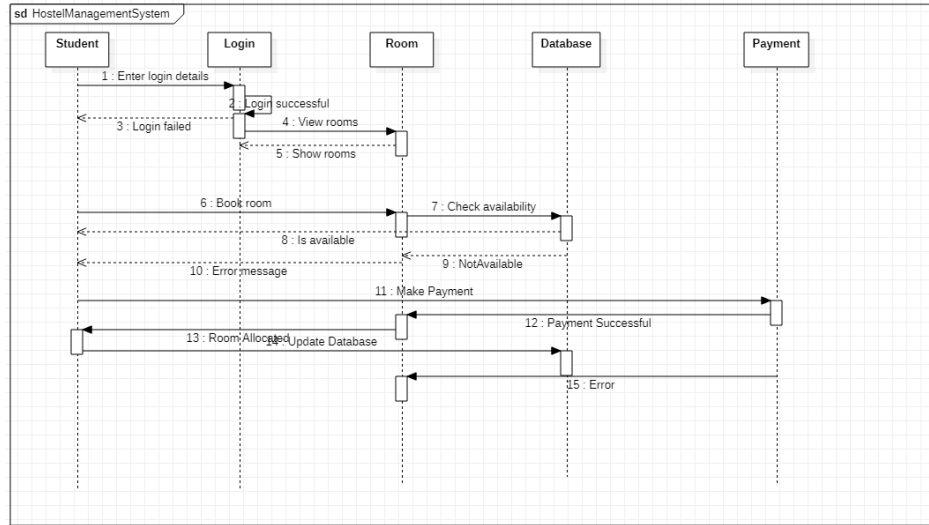 sd HostelManagementSystem
Student
Login
Room
Database
Payment
1 : Enter login details
2 : Login successful
3 : Login failed
4 : View rooms
5 : Show rooms
6 : Book room
7 : Check availability
8 : Is available
9 : NotAvailable
10 : Error message
11 : Make Payment
12 : Payment Successful
13 : Room Allocated
14 : Update Database
15 : Error